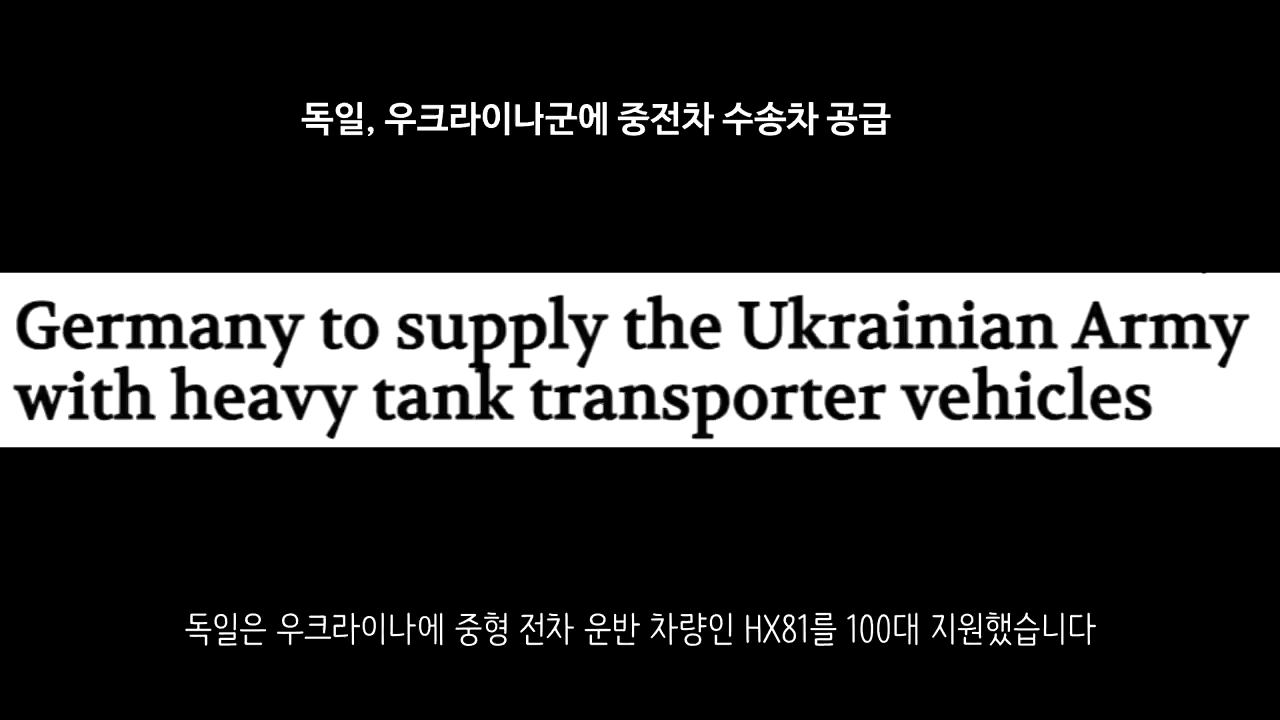 독일, 우크라이나군에 중전차 수송차 공급
Germany to supply the Ukrainian Army
with heavy tank transporter vehicles
독일은 우크라이나에 중형 전차 운반 차량인 HX81를 100대 지원했습니다